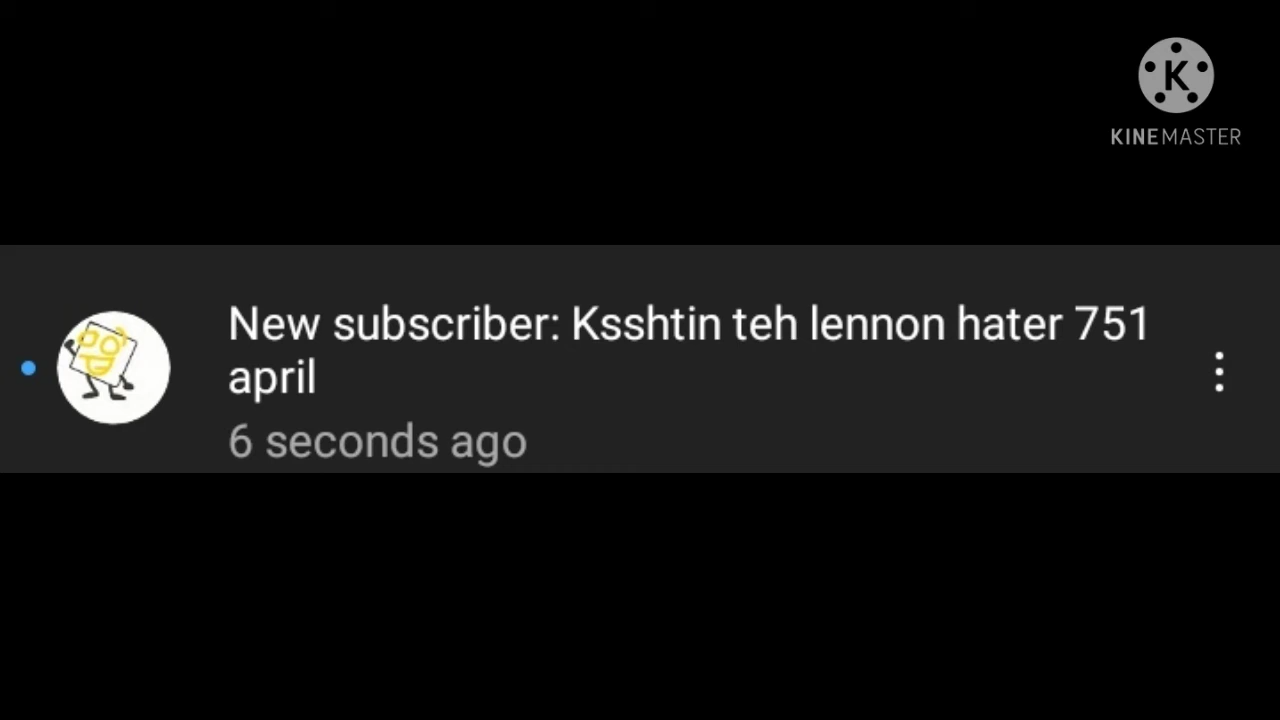 K
KINEMASTER
New subscriber: Ksshtin teh lennon hater 751
april
6 seconds ago